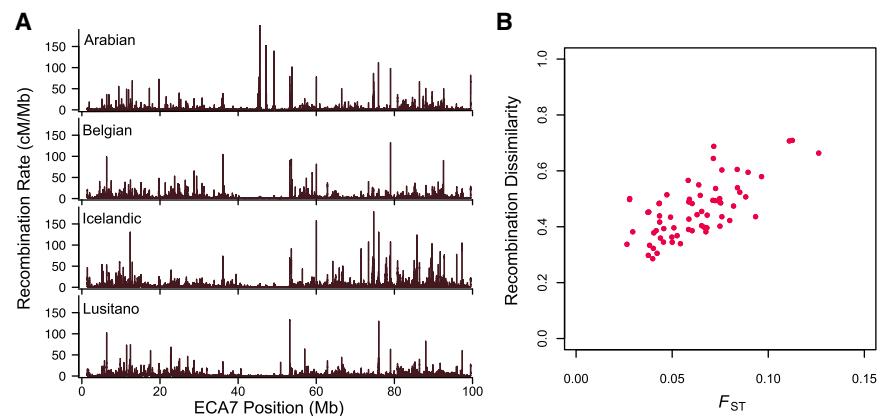 A
Recombination Rate (cM/Mb)
Arabian
150
100
50
0
Belgian
150
100
50
0
Icelandic
150
100
50
0
Lusitano
150
100
50
0
0 20 40 60 80 100
ECA7 Position (Mb)
B
Recombination Dissimilarity
1.0
0.8
0.6
0.4
0.2
0.0
0.00 0.05 0.10 0.15
FST